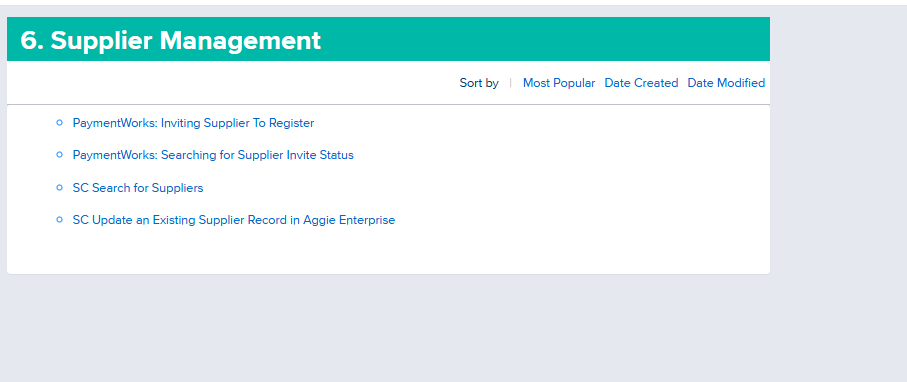 6. Supplier Management
Sort by | Most Popular Date Created Date Modified
PaymentWorks: Inviting Supplier To Register
PaymentWorks: Searching for Supplier Invite Status
SC Search for Suppliers
SC Update an Existing Supplier Record in Aggie Enterprise